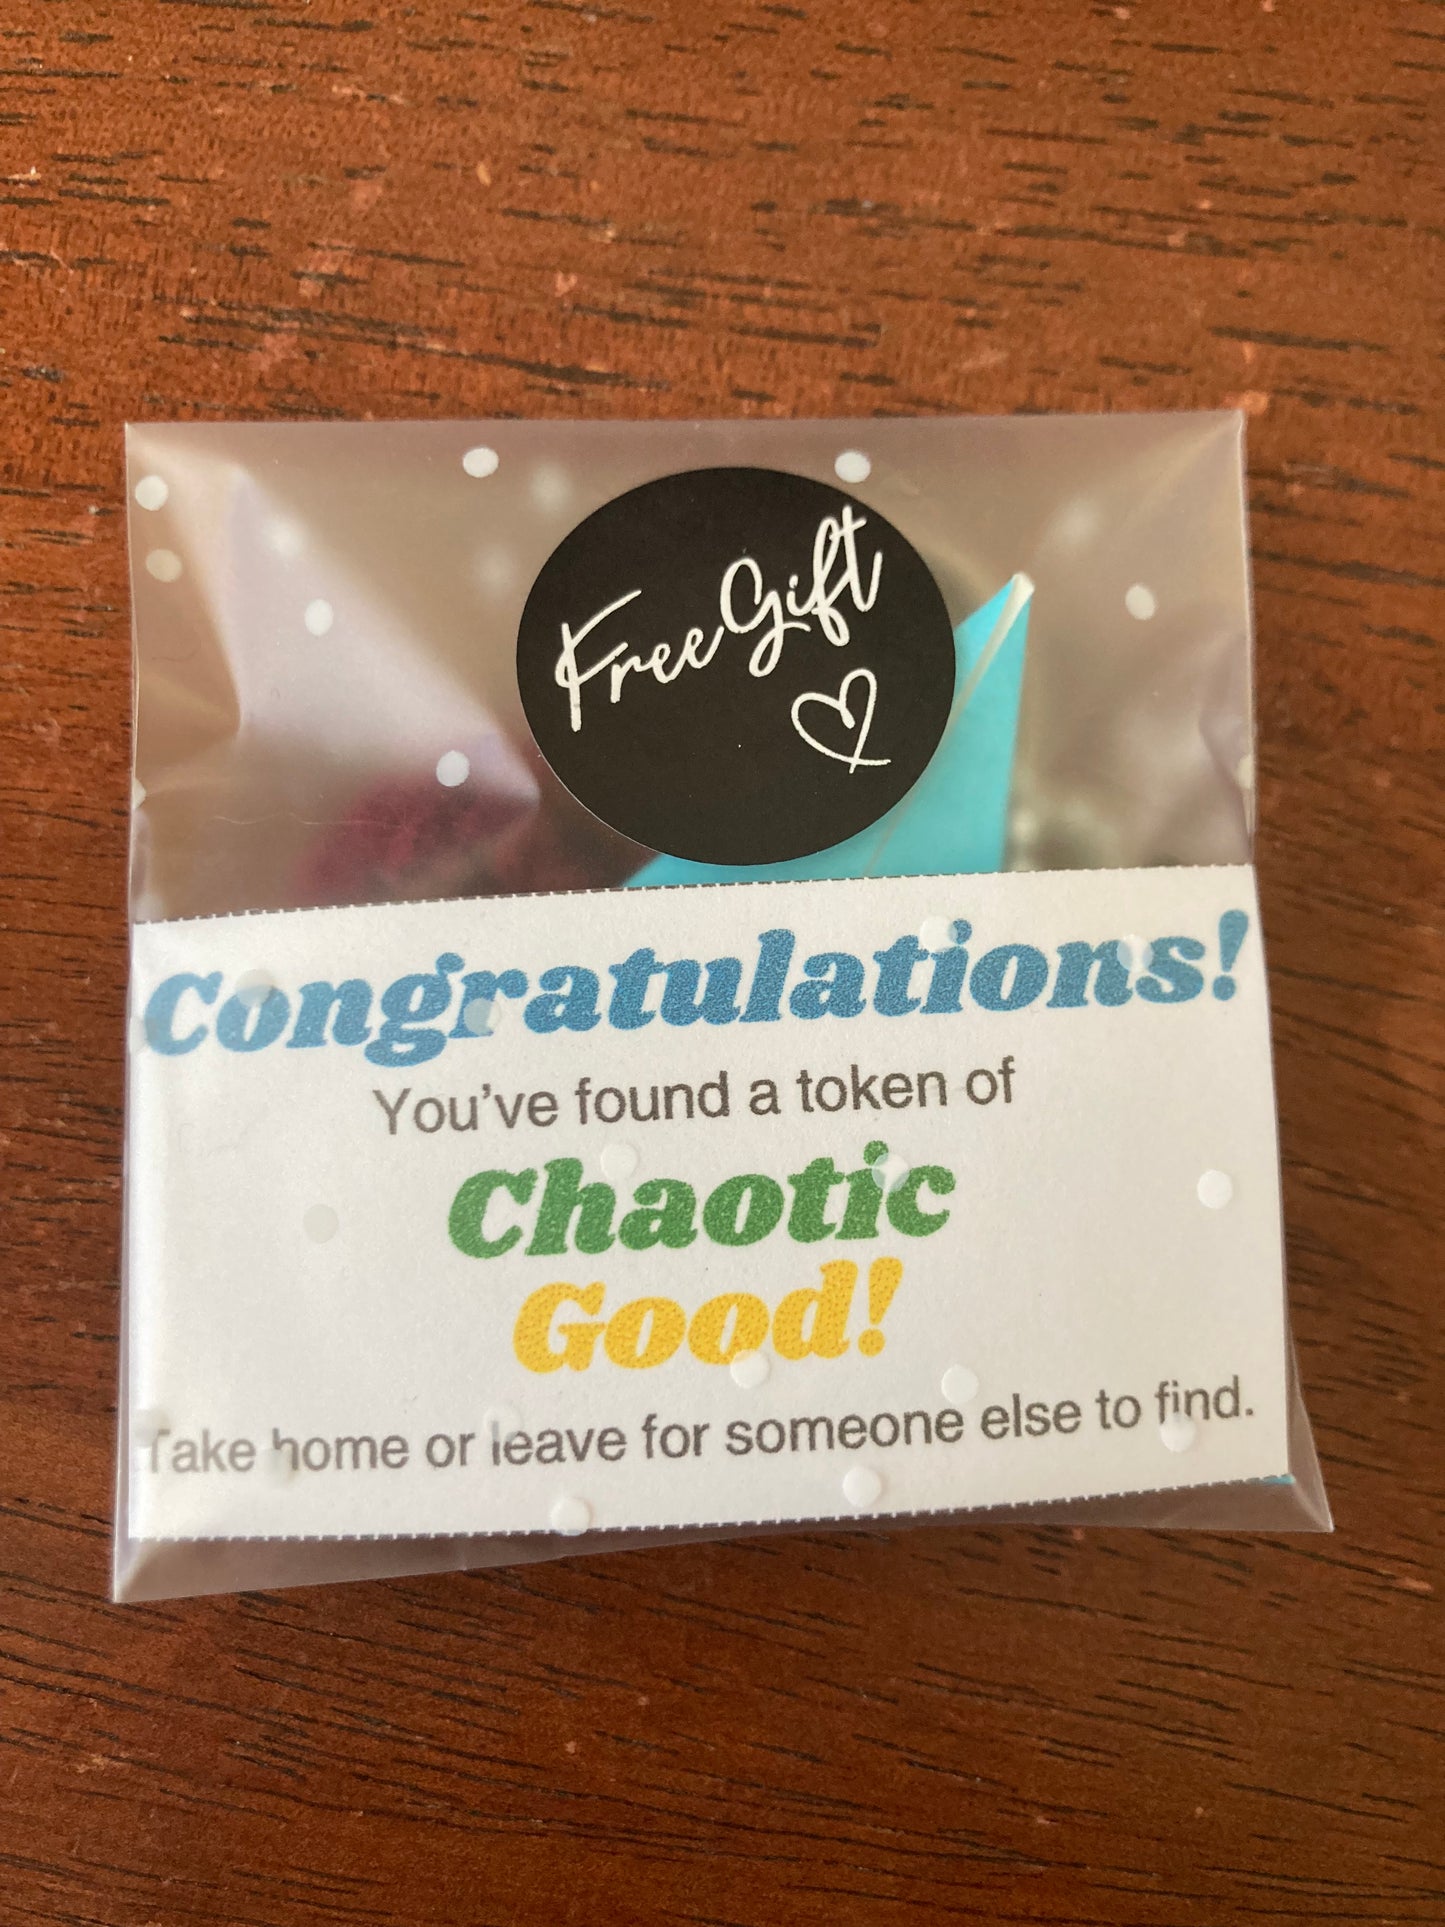 Free Gift
Congratulations!
You've found a token of
Chaotic
Good!
Take home or leave for someone else to find.